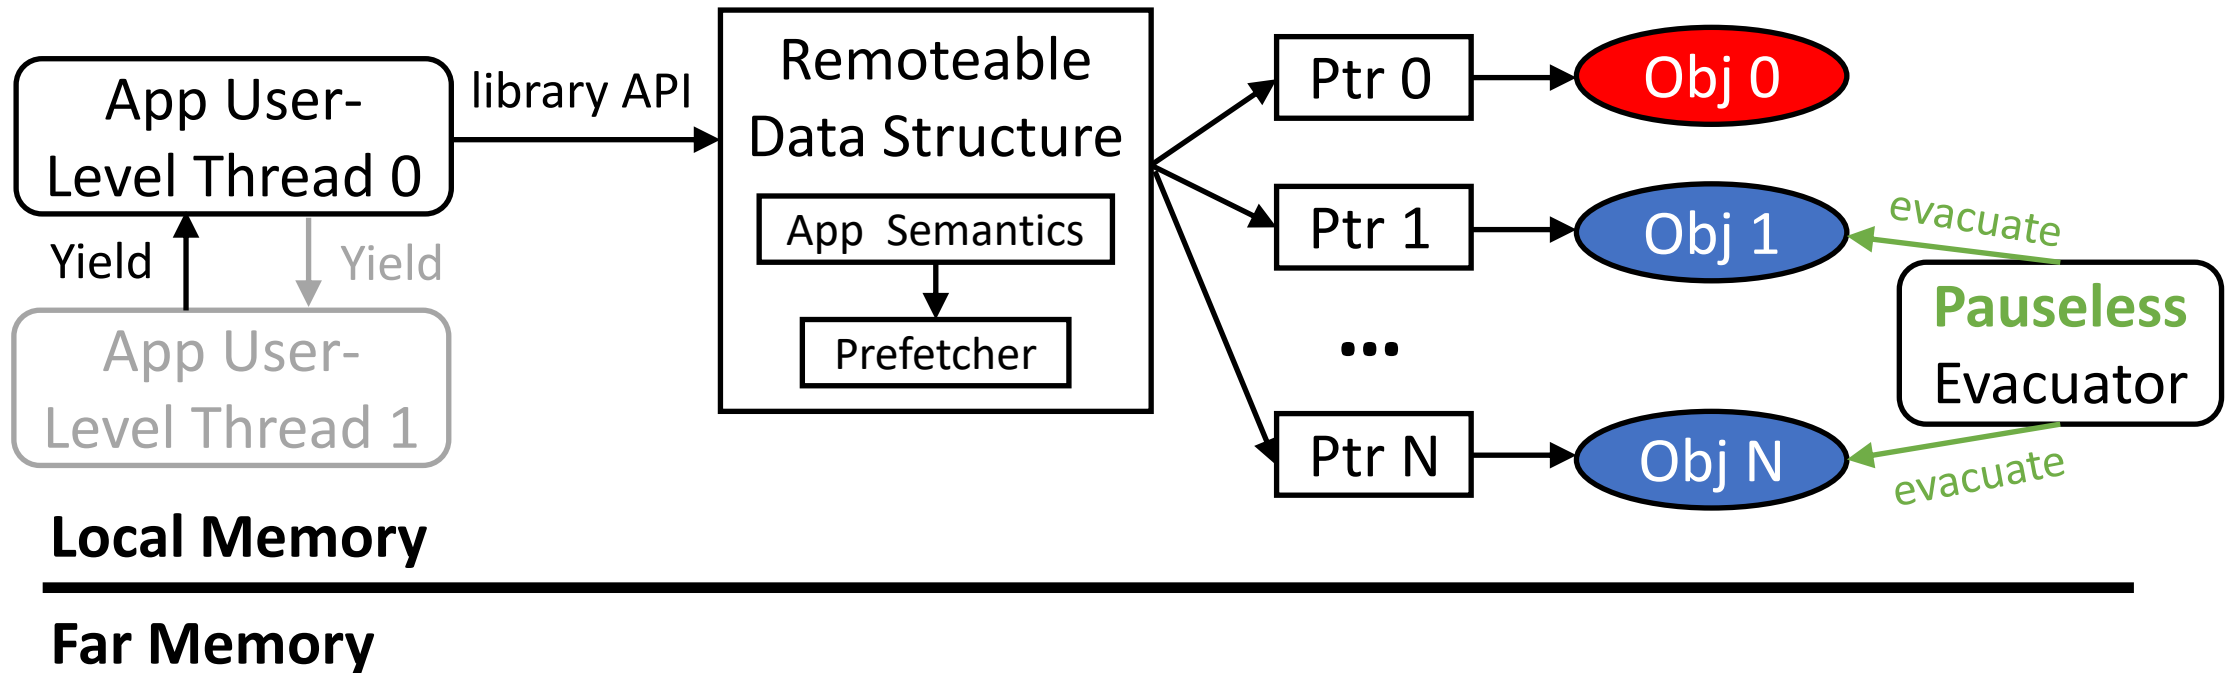 App User-
Level Thread 0
library API
Yield
Yield
App User-
Level Thread 1
Remoteable
Data Structure
App Semantics
Prefetcher
Ptr 0
Obj 0
Ptr 1
Obj 1
...
Ptr N
Obj N
evacuate
Pauseless
Evacuator
evacuate
Local Memory
Far Memory